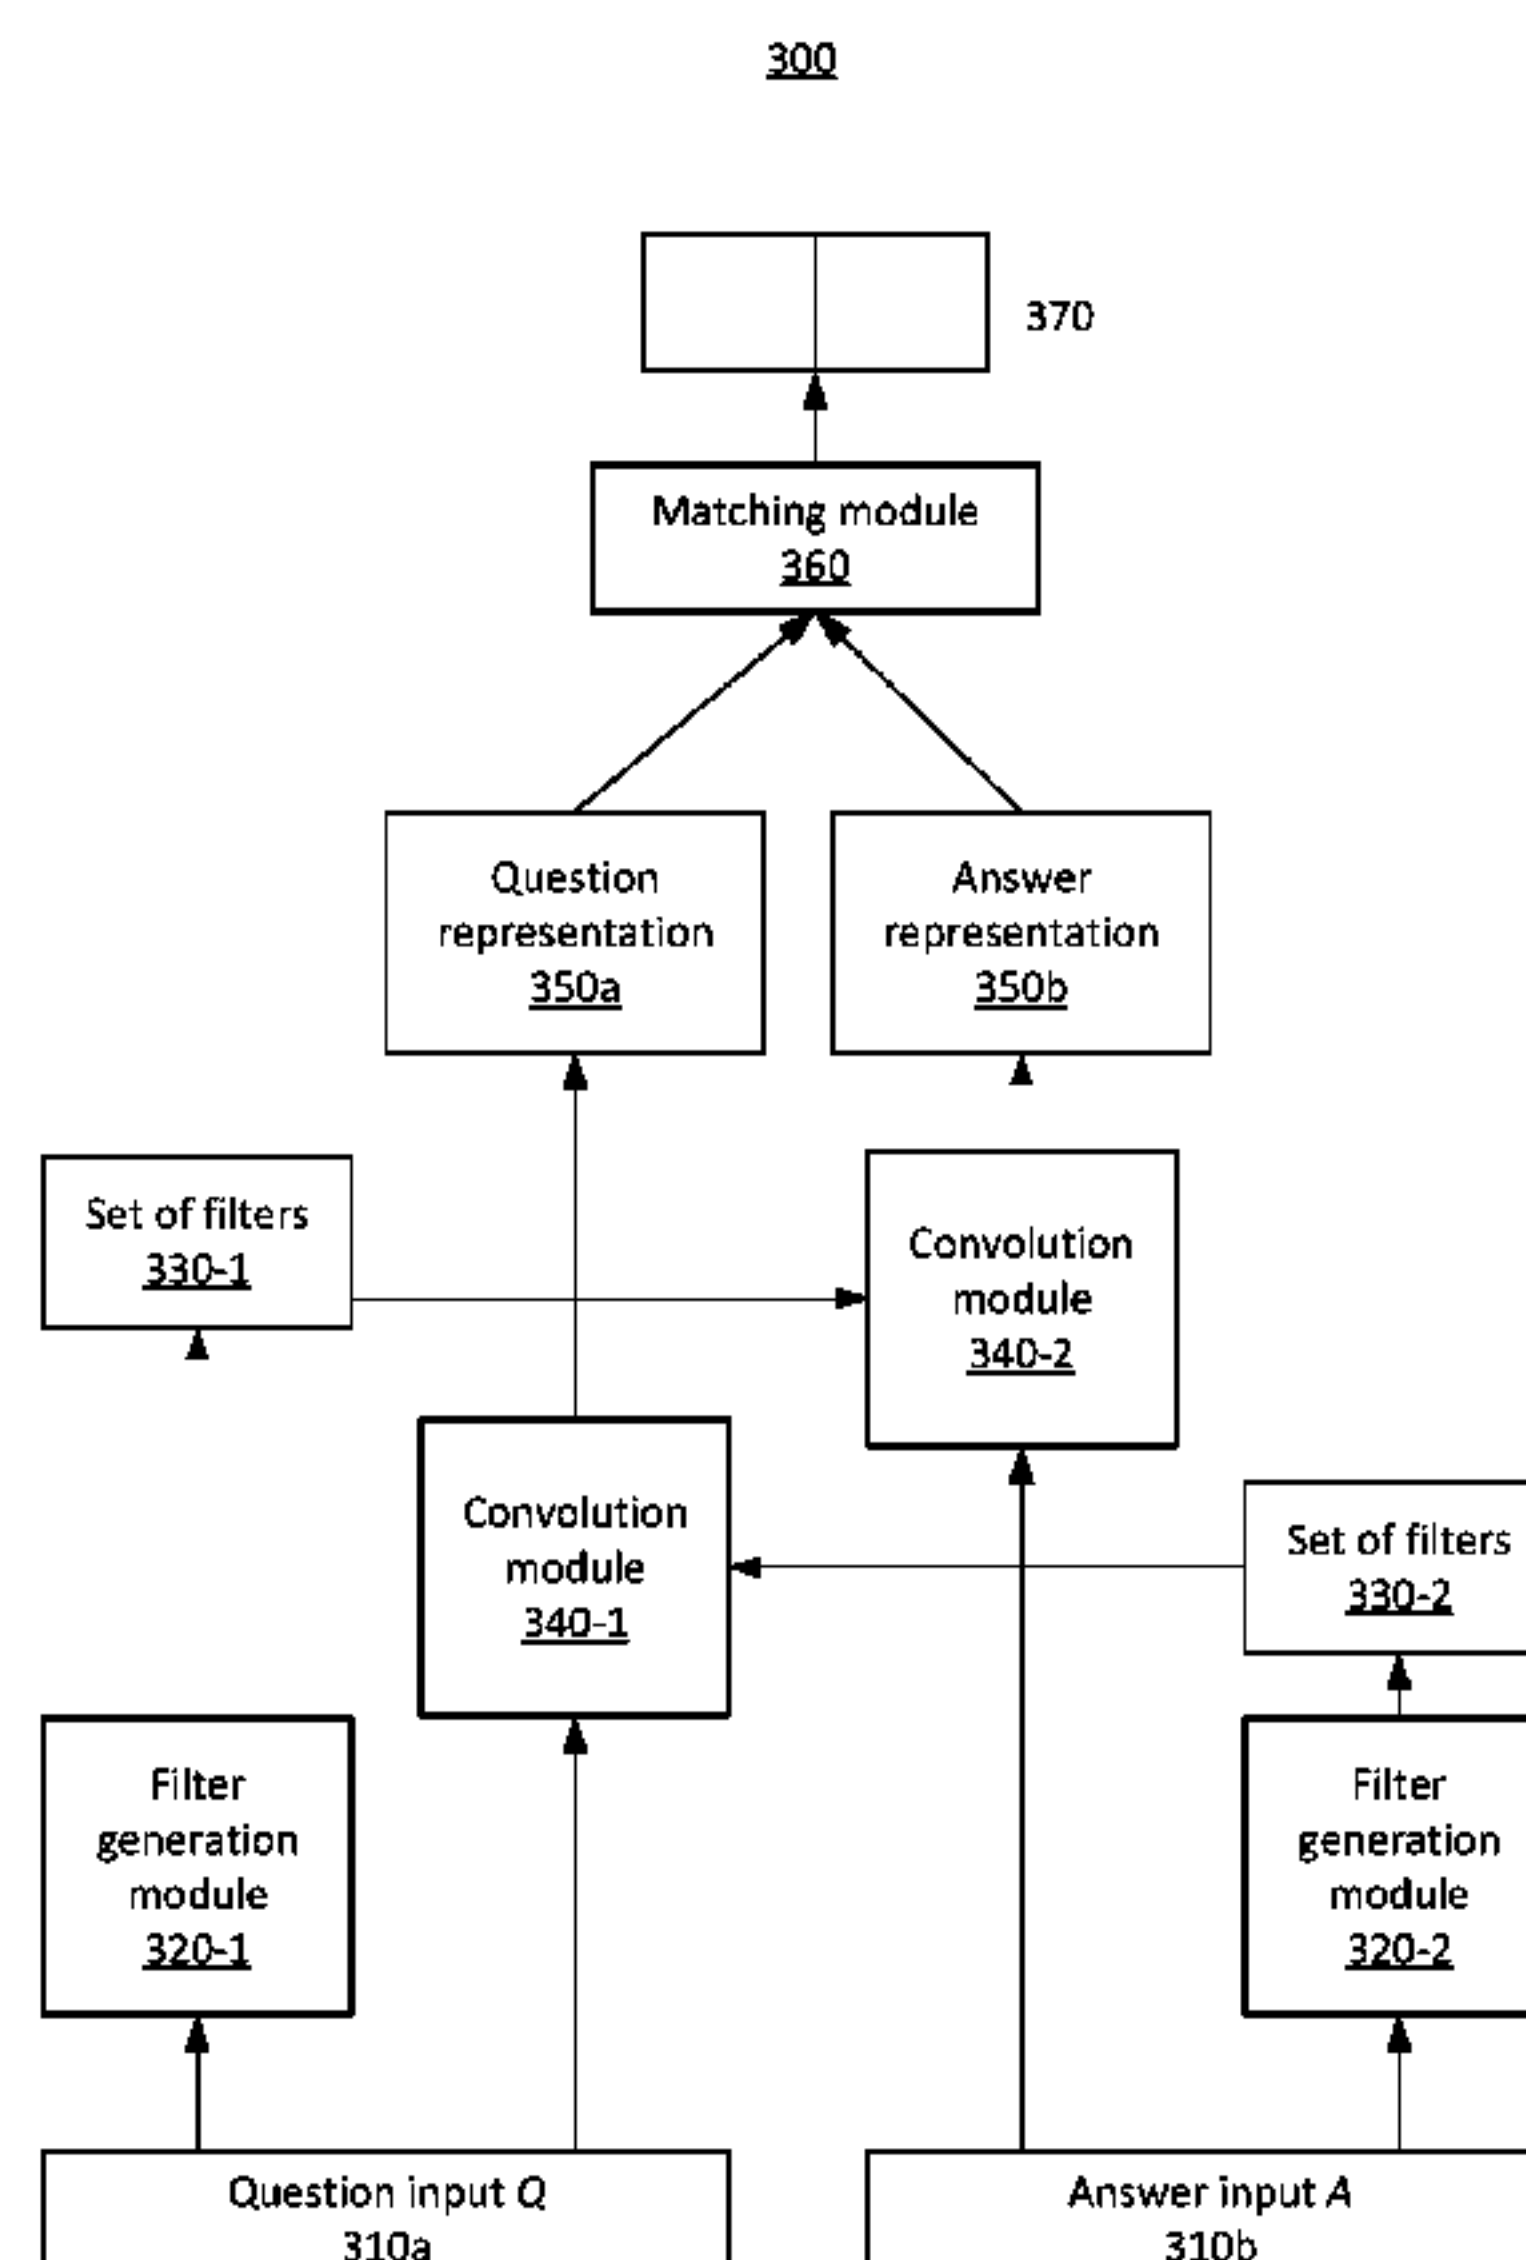 300
370
Matching module
360
Question
representation
350a
Answer
representation
350b
Set of filters
330-1
Convolution
module
340-2
Convolution
module
340-1
Set of filters
330-2
Filter
generation
module
320-1
Filter
generation
module
320-2
Question input Q
310a
Answer input A
310b